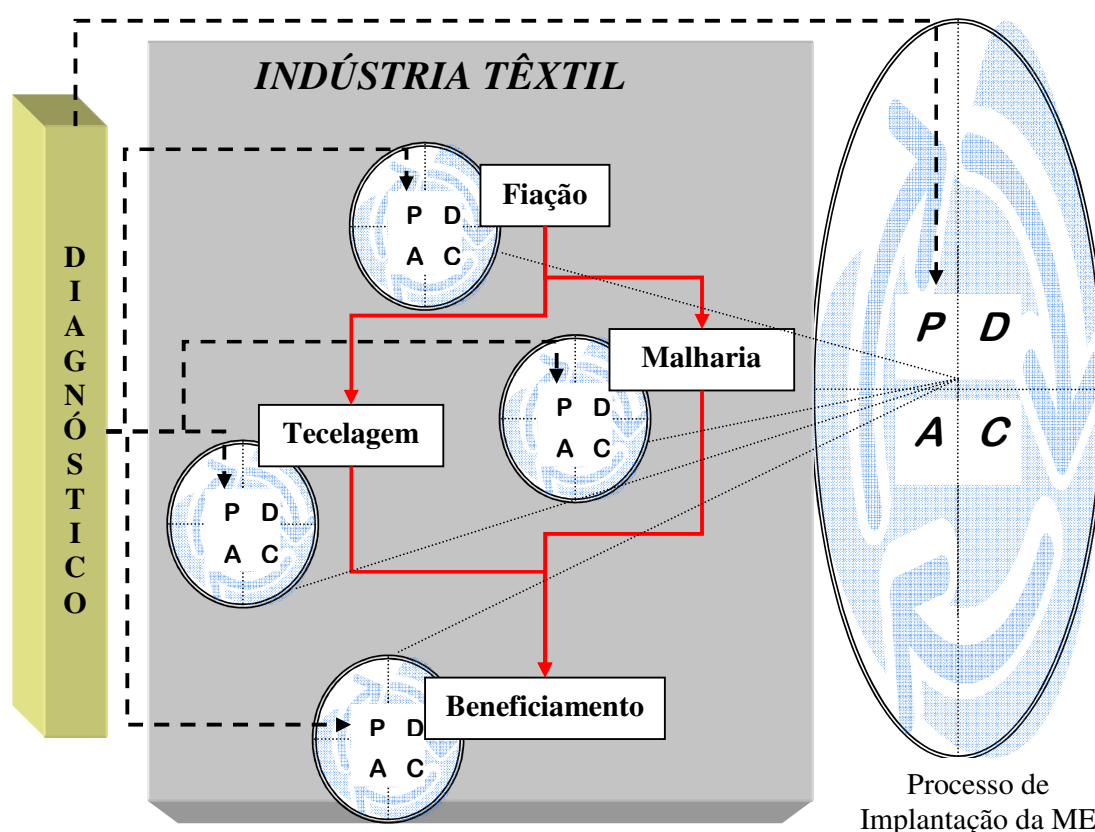 INDÚSTRIA TÊXTIL
D
I
A
G
N
Ó
S
T
I
C
O
Fiação
P D
A C
Malharia
P D
A C
Tecelagem
P D
A C
Beneficiamento
P D
A C
P D
A C
Processo de
Implantação da ME